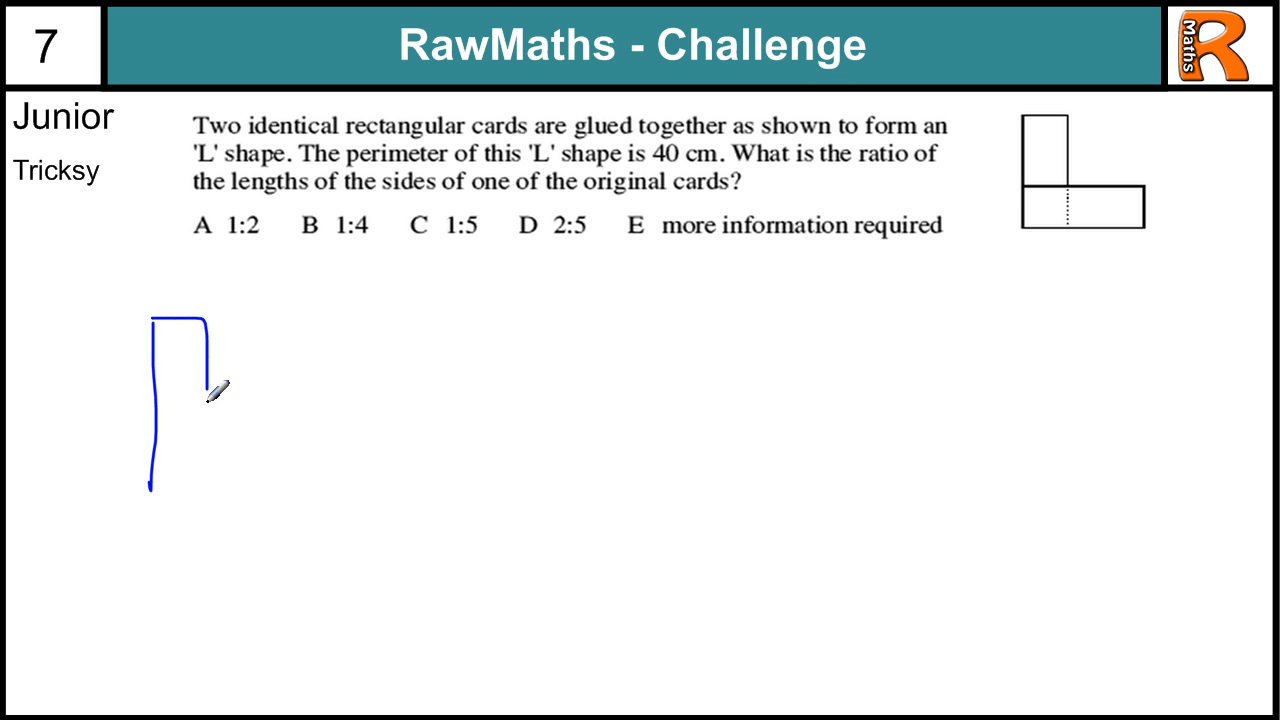 7
RawMaths - Challenge
Maths
R
Junior
Tricksy
Two identical rectangular cards are glued together as shown to form an
'L' shape. The perimeter of this 'L' shape is 40 cm. What is the ratio of
the lengths of the sides of one of the original cards?
A 1:2 B 1:4 C 1:5 D 2:5 E more information required